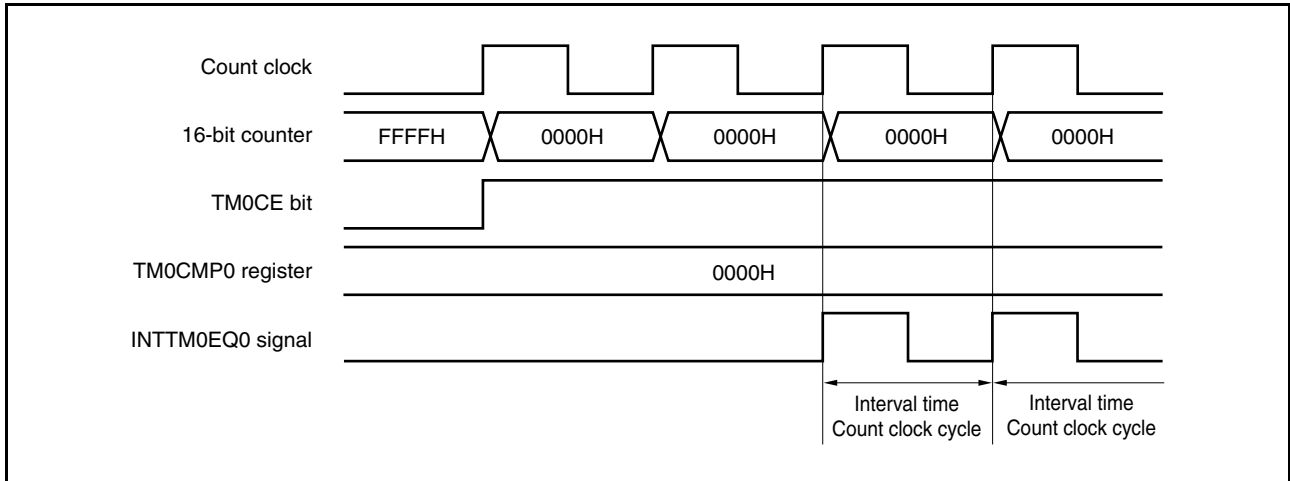 Count clock
16-bit counter FFFFH 0000H 0000H 0000H 0000H
TM0CE bit
TM0CMP0 register 0000H
INTTM0EQ0 signal
Interval time Interval time
Count clock cycle Count clock cycle